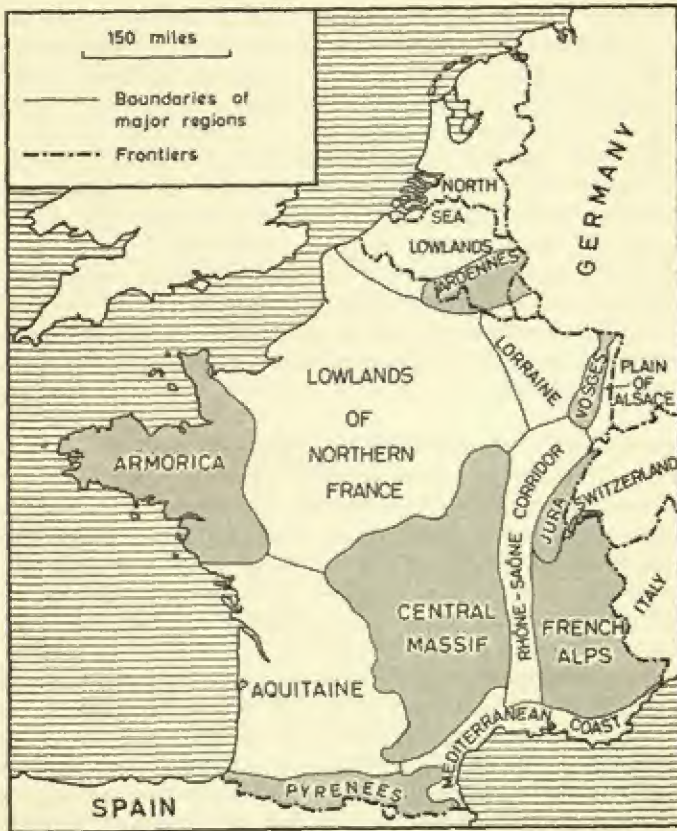 150 miles
Boundaries of
major regions
Frontiers
NORTH
SEA
LOWLANDS
ARDENNES
GERMANY
LORRAINE
VOSGES
PLAIN
OF
ALSACE
LOWLANDS
OF
NORTHERN
FRANCE
ARMORICA
RHÔNE-SAÔNE CORRIDOR
JURA
SWITZERLAND
CENTRAL
MASSIF
FRENCH
ALPS
ITALY
AQUITAINE
MEDITERRANEAN
COAST
PYRENEES
SPAIN